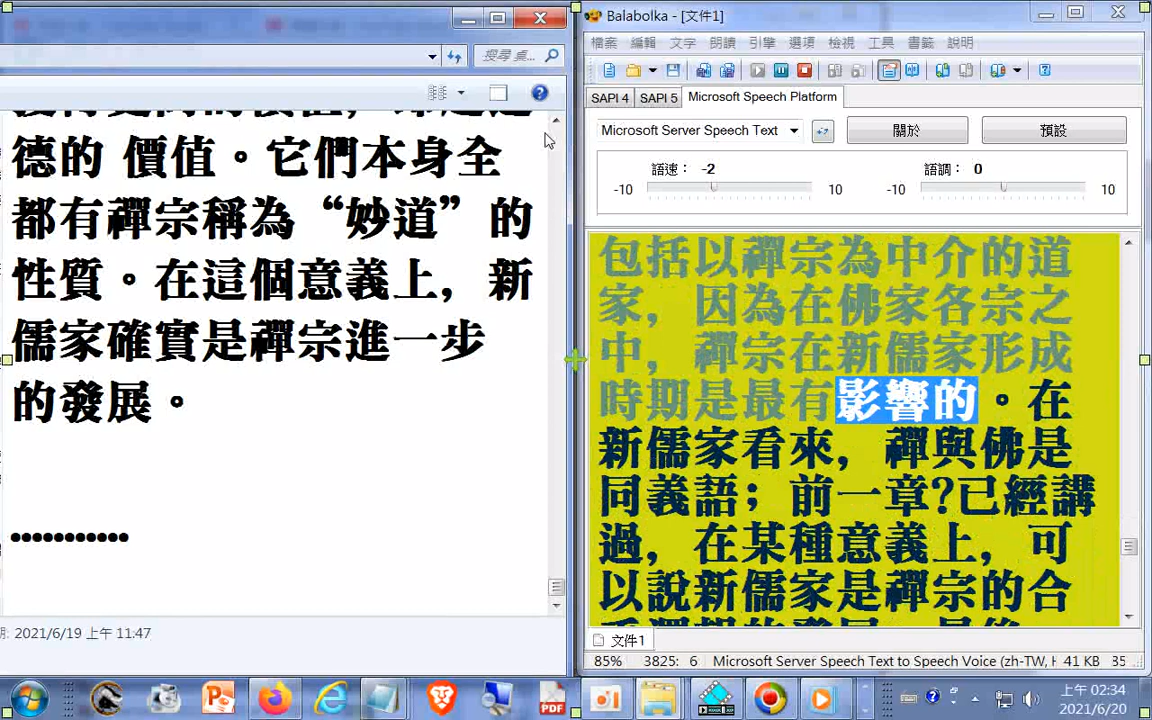 搜尋 桌...
德的 價值。它們本身全
都有禪宗稱為“妙道”的
性質。在這個意義上，新
儒家確實是禪宗進一步
的發展。
•••••••••••
2021/6/19 上午 11:47
Balabolka - [文件1]
檔案 編輯 文字 朗讀 引擎 選項 檢視 工具 書籤 說明
SAPI 4 SAPI 5 Microsoft Speech Platform
Microsoft Server Speech Text 關於 預設
語速： -2 語調： 0
-10 10 -10 10
包括以禪宗為中介的道
家，因為在佛家各宗之
中，禪宗在新儒家形成
時期是最有影響的。在
新儒家看來，禪與佛是
同義語；前一章?已經講
過，在某種意義上，可
以說新儒家是禪宗的合
文件1
85% 3825: 6 Microsoft Server Speech Text to Speech Voice (zh-TW, H 41 KB 35
PDF
上午 02:34
2021/6/20